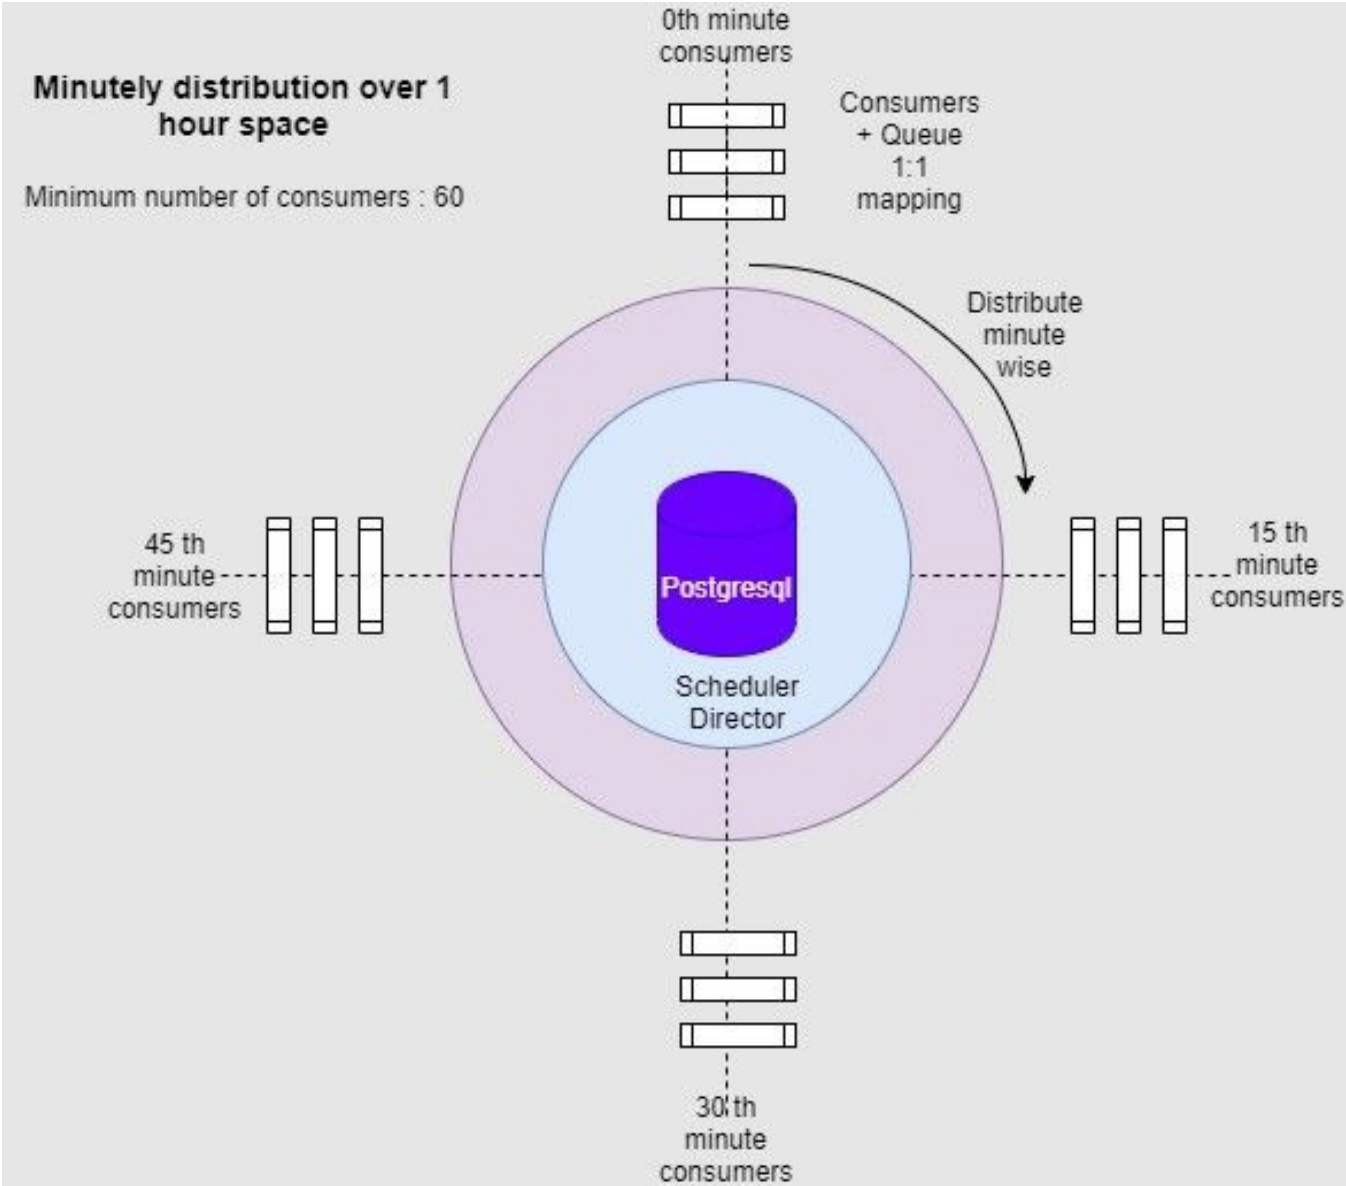 0th minute
consumers
Minutely distribution over 1
hour space
Minimum number of consumers : 60
Consumers
+ Queue
1:1
mapping
Distribute
minute
wise
45 th
minute
consumers
15 th
minute
consumers
Postgresql
Scheduler
Director
30 th
minute
consumers